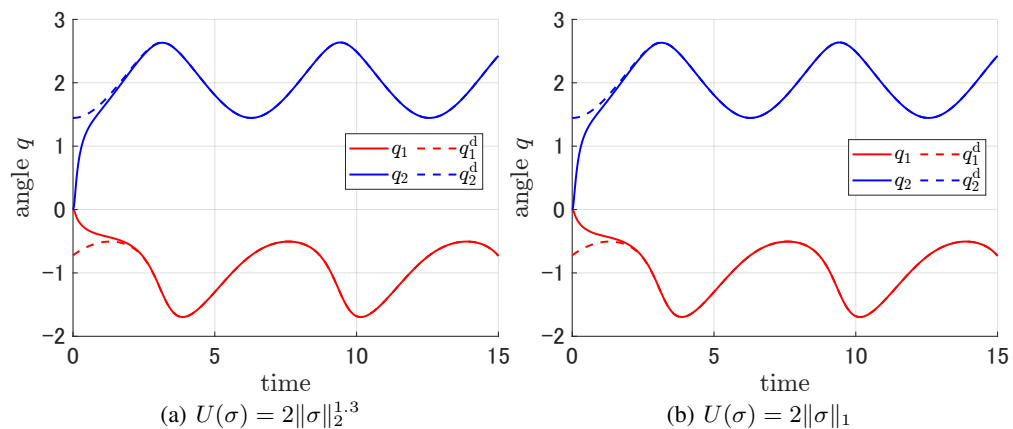 3
2
1
0
−1
−2
angle q
q₁ q₁ᵈ
q₂ q₂ᵈ
0 5 10 15
time
(a) U(σ) = 2‖σ‖₂^{1.3}
3
2
1
0
−1
−2
angle q
q₁ q₁ᵈ
q₂ q₂ᵈ
0 5 10 15
time
(b) U(σ) = 2‖σ‖₁